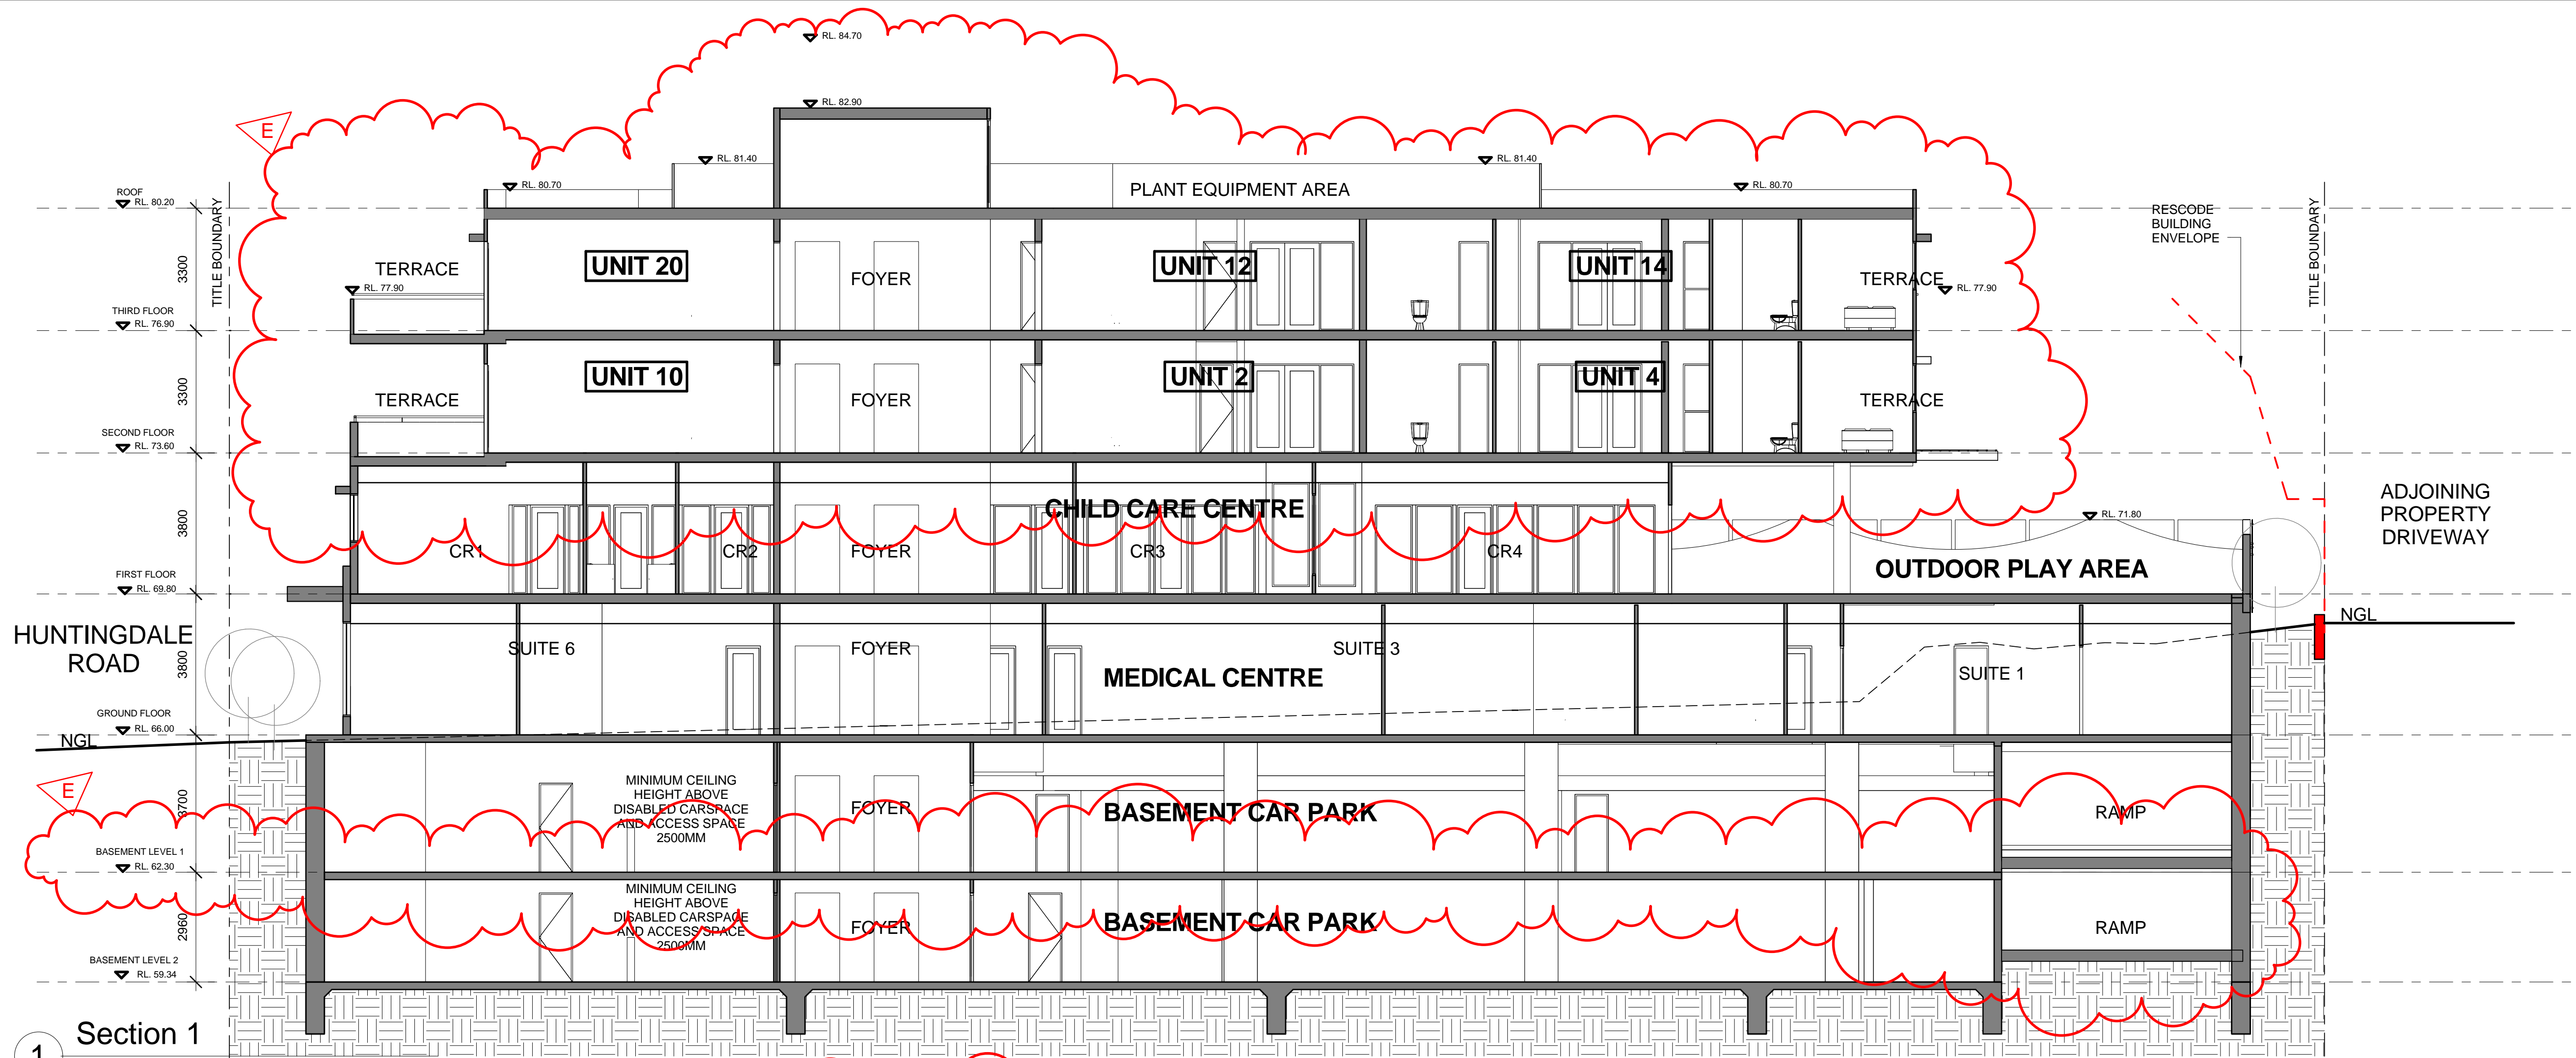 RL. 84.70
RL. 82.90
E
RL. 81.40
RL. 81.40
RL. 80.70
PLANT EQUIPMENT AREA
RL. 80.70
ROOF
RL. 80.20
TITLE BOUNDARY
3300
TERRACE
UNIT 20
FOYER
UNIT 12
UNIT 14
TERRACE
RL. 77.90
RL. 77.90
RESCODE
BUILDING
ENVELOPE
TITLE BOUNDARY
THIRD FLOOR
RL. 76.90
3300
TERRACE
UNIT 10
FOYER
UNIT 2
UNIT 4
TERRACE
SECOND FLOOR
RL. 73.60
3800
CHILD CARE CENTRE
CR1
CR2
FOYER
CR3
CR4
RL. 71.80
OUTDOOR PLAY AREA
ADJOINING
PROPERTY
DRIVEWAY
FIRST FLOOR
RL. 69.80
HUNTINGDALE
ROAD
3800
SUITE 6
FOYER
SUITE 3
MEDICAL CENTRE
SUITE 1
NGL
GROUND FLOOR
RL. 66.00
NGL
E
3700
MINIMUM CEILING
HEIGHT ABOVE
DISABLED CARSPACE
AND ACCESS SPACE
2500MM
FOYER
BASEMENT CAR PARK
RAMP
BASEMENT LEVEL 1
RL. 62.30
2960
MINIMUM CEILING
HEIGHT ABOVE
DISABLED CARSPACE
AND ACCESS SPACE
2500MM
FOYER
BASEMENT CAR PARK
RAMP
BASEMENT LEVEL 2
RL. 59.34
1
Section 1